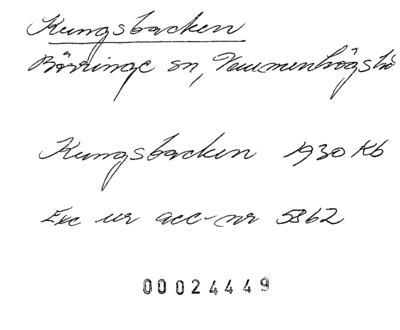 Kungsbacken
Börringe sn, Vemmenhögs hd
Kungsbacken 1930 Kb
Exc ur acc-nr 5862
00024449